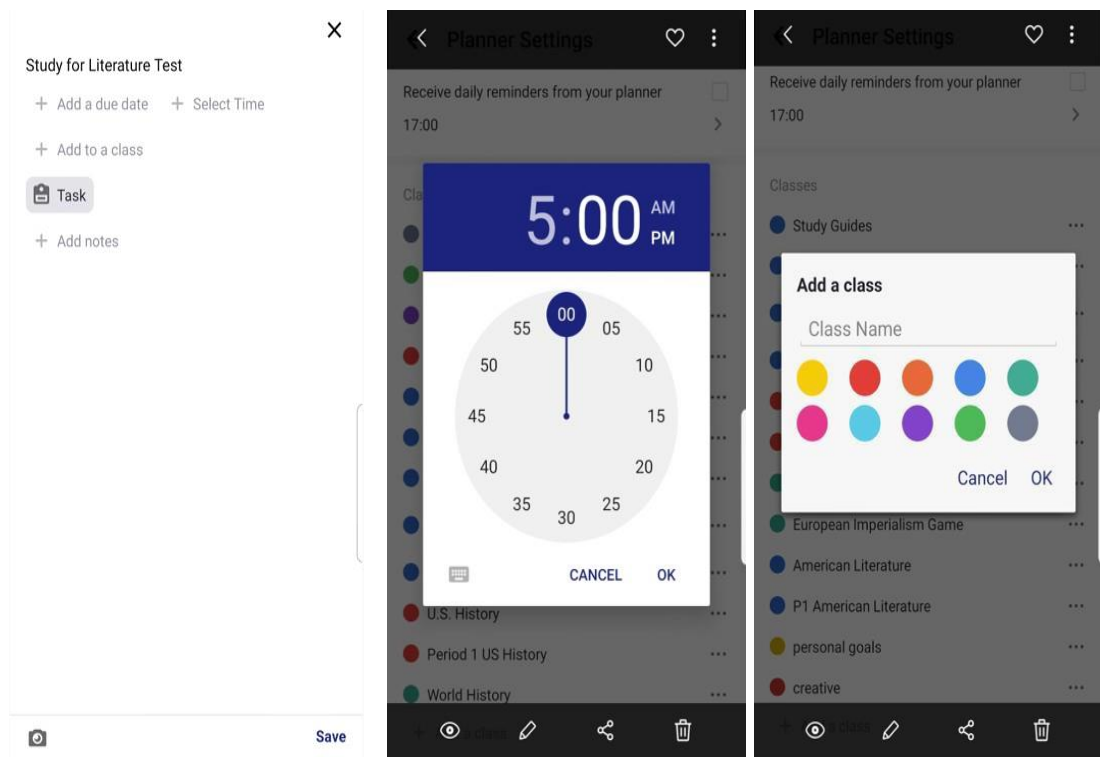 Study for Literature Test
+ Add a due date + Select Time
+ Add to a class
Task
+ Add notes
Save
Planner Settings
Receive daily reminders from your planner
17:00
Cla
5:00
AM
PM
00
05
10
15
20
25
30
35
40
45
50
55
CANCEL OK
U.S. History
Period 1 US History
World History
+ a class
Planner Settings
Receive daily reminders from your planner
17:00
Classes
Study Guides
Add a class
Class Name
Cancel OK
European Imperialism Game
American Literature
P1 American Literature
personal goals
creative
+ a class